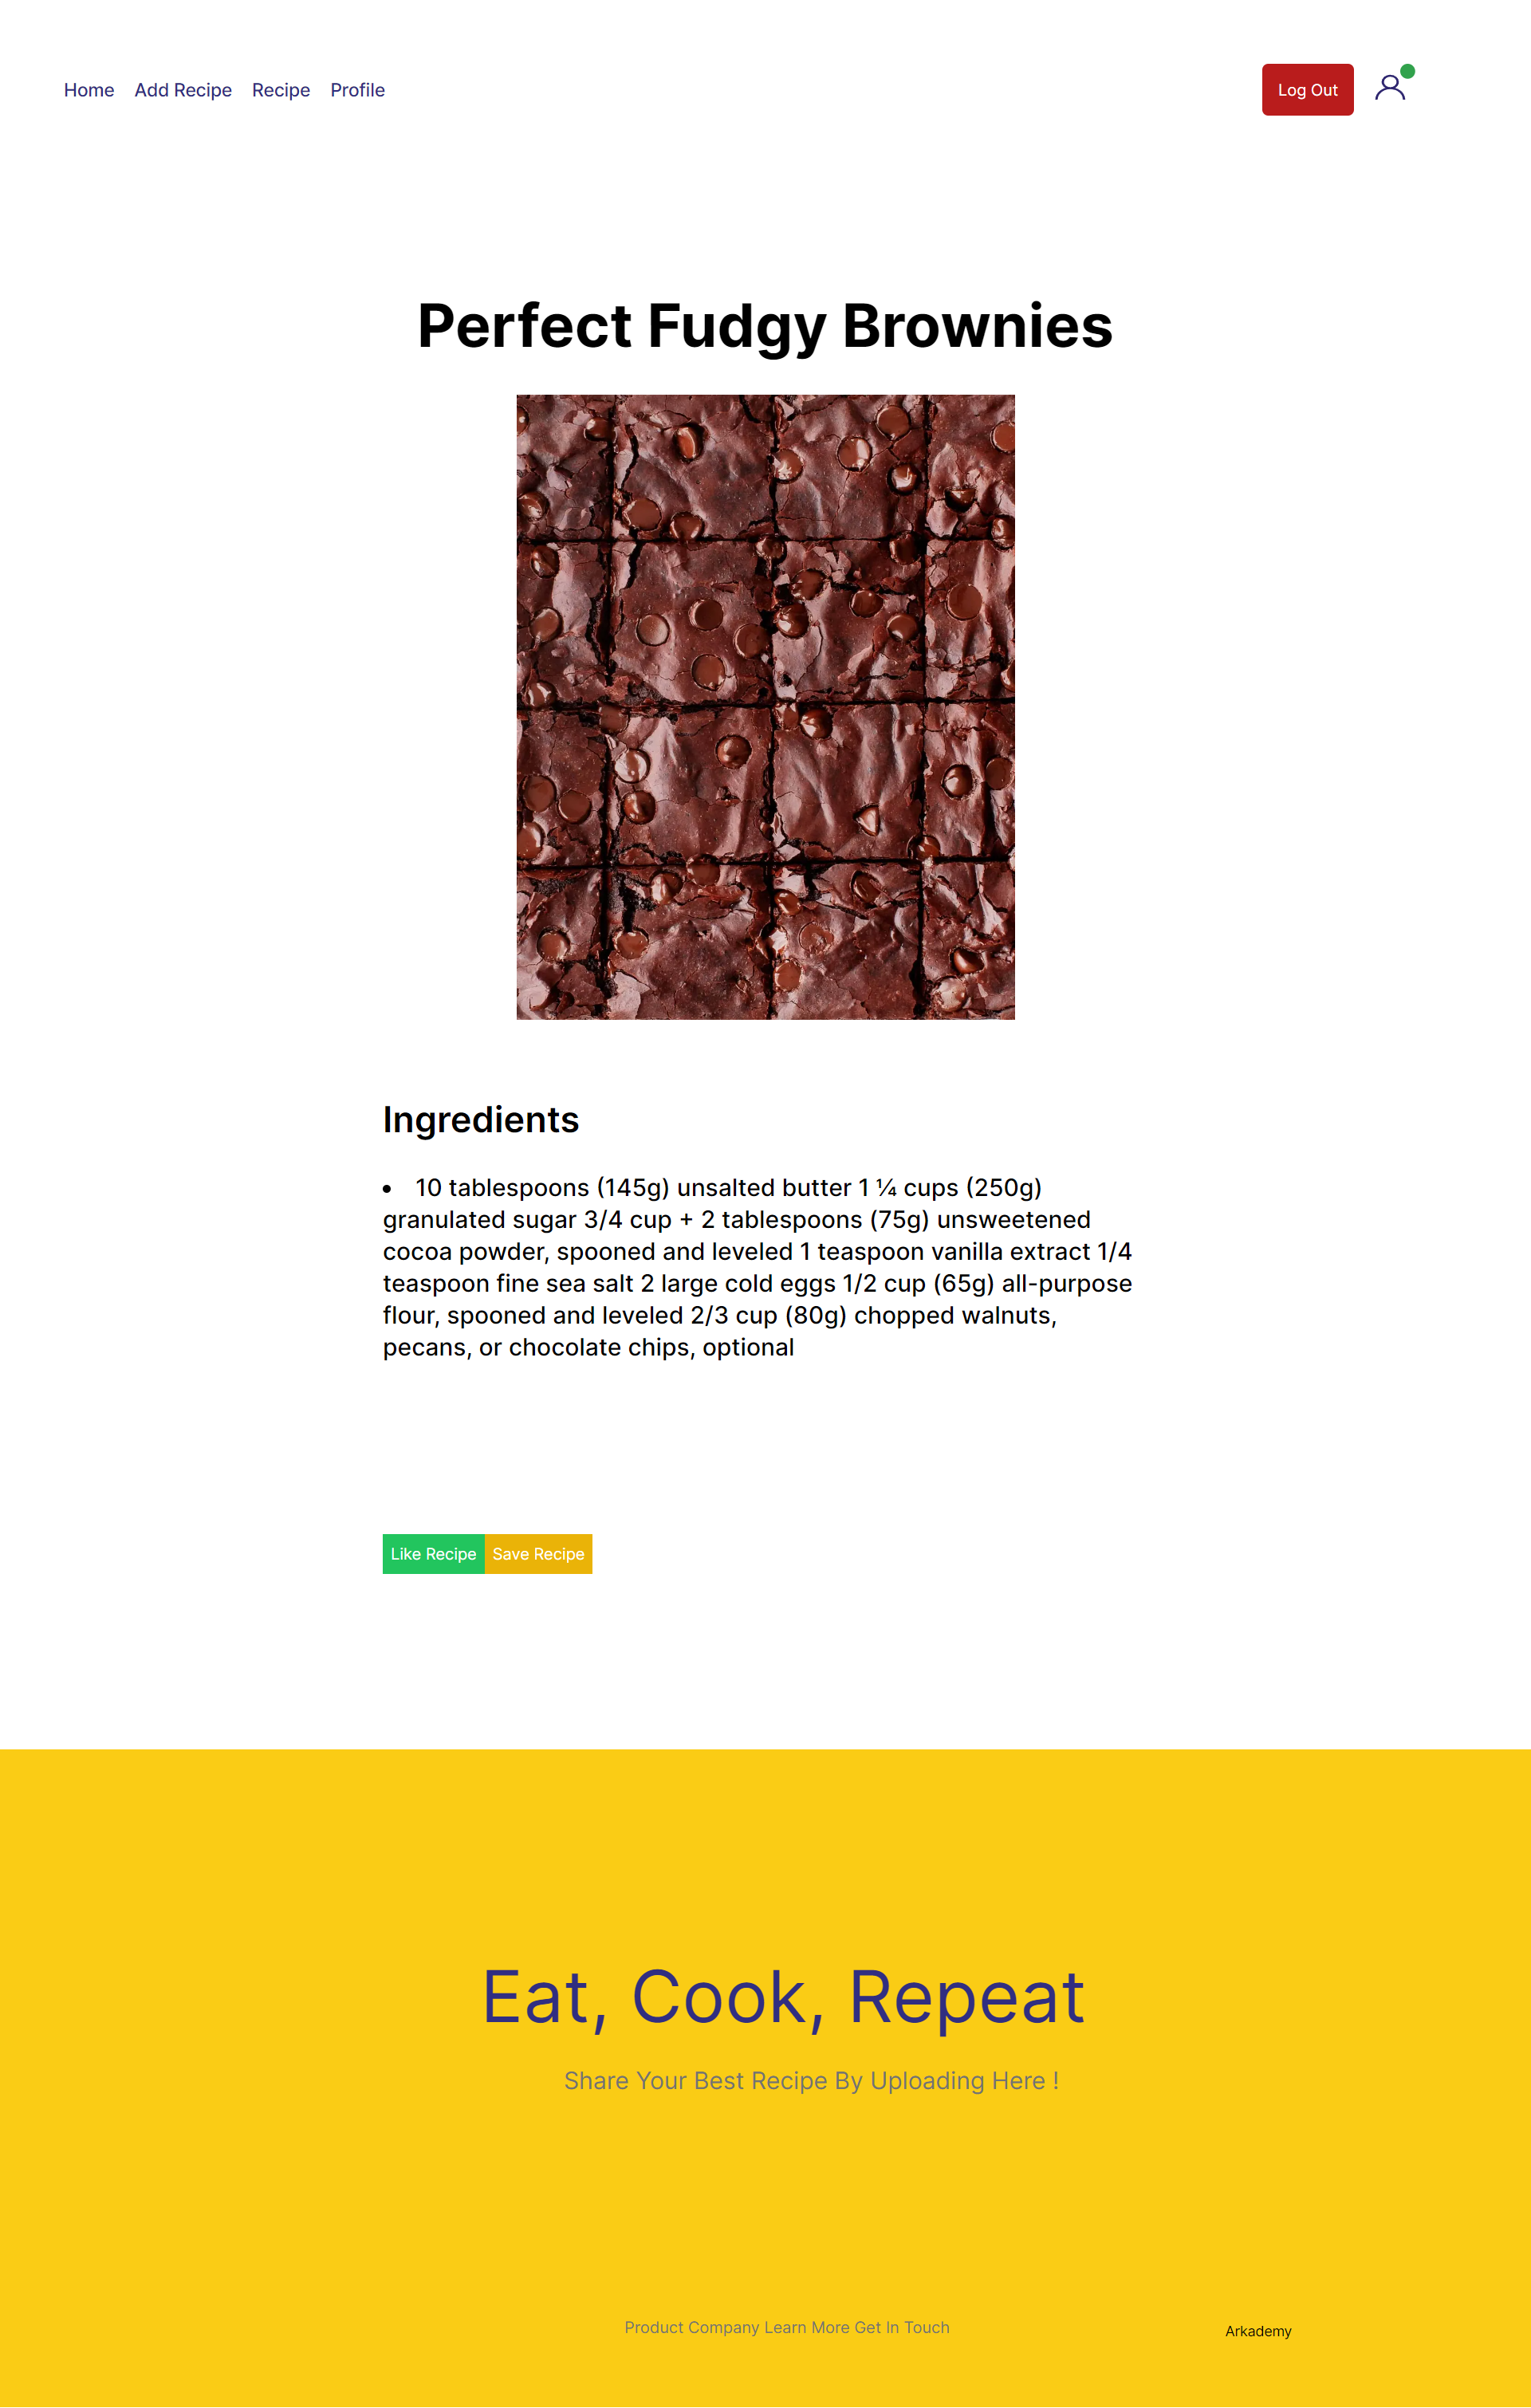 Home Add Recipe Recipe Profile Log Out
Perfect Fudgy Brownies
Ingredients
• 10 tablespoons (145g) unsalted butter 1 ¼ cups (250g)
granulated sugar 3/4 cup + 2 tablespoons (75g) unsweetened
cocoa powder, spooned and leveled 1 teaspoon vanilla extract 1/4
teaspoon fine sea salt 2 large cold eggs 1/2 cup (65g) all-purpose
flour, spooned and leveled 2/3 cup (80g) chopped walnuts,
pecans, or chocolate chips, optional
Like Recipe Save Recipe
Eat, Cook, Repeat
Share Your Best Recipe By Uploading Here !
Product Company Learn More Get In Touch
Arkademy